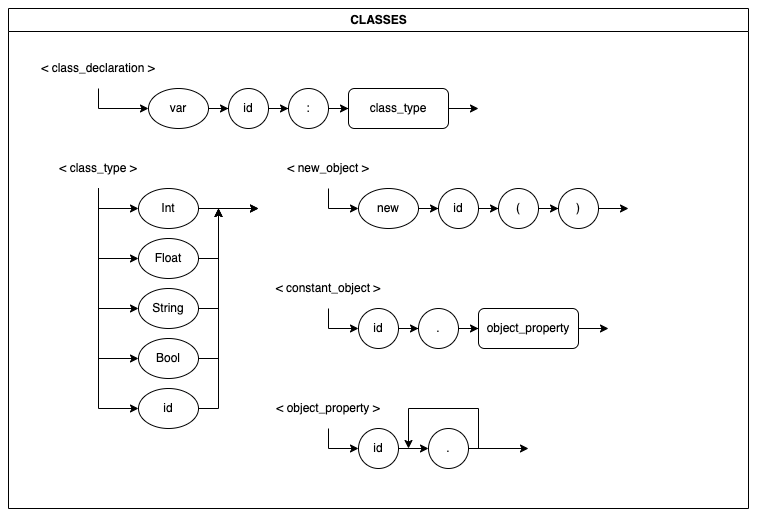 CLASSES
< class_declaration >
var id : class_type
< class_type >
Int
Float
String
Bool
id
< new_object >
new id ( )
< constant_object >
id . object_property
< object_property >
id .